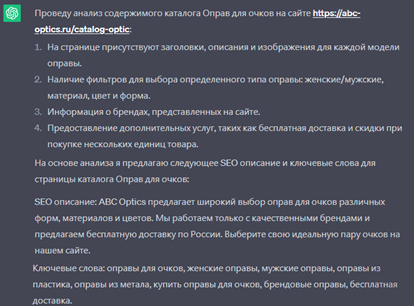 Проведу анализ содержимого каталога Оправ для очков на сайте https://abc-
optics.ru/catalog-optic:
1. На странице присутствуют заголовки, описания и изображения для каждой модели
оправы.
2. Наличие фильтров для выбора определенного типа оправы: женские/мужские,
материал, цвет и форма.
3. Информация о брендах, представленных на сайте.
4. Предоставление дополнительных услуг, таких как бесплатная доставка и скидки при
покупке нескольких единиц товара.
На основе анализа я предлагаю следующее SEO описание и ключевые слова для
страницы каталога Оправ для очков:
SEO описание: ABC Optics предлагает широкий выбор оправ для очков различных
форм, материалов и цветов. Мы работаем только с качественными брендами и
предлагаем бесплатную доставку по России. Выберите свою идеальную пару очков на
нашем сайте.
Ключевые слова: оправы для очков, женские оправы, мужские оправы, оправы из
пластика, оправы из метала, купить оправы для очков, брендовые оправы, бесплатная
доставка.